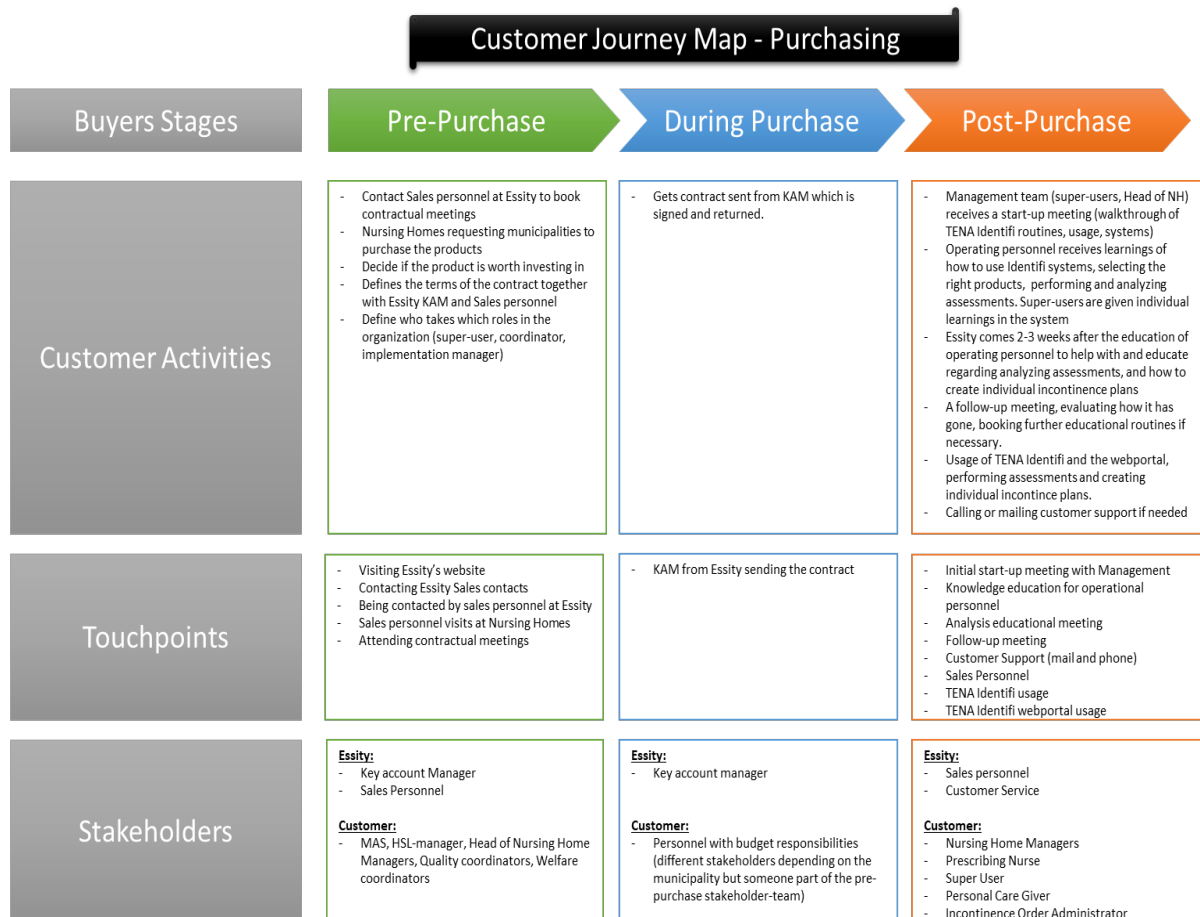 Customer Journey Map - Purchasing
Buyers Stages
Pre-Purchase
During Purchase
Post-Purchase
Customer Activities
- Contact Sales personnel at Essity to book
contractual meetings
- Nursing Homes requesting municipalities to
purchase the products
- Decide if the product is worth investing in
- Defines the terms of the contract together
with Essity KAM and Sales personnel
- Define who takes which roles in the
organization (super-user, coordinator,
implementation manager)
- Gets contract sent from KAM which is
signed and returned.
- Management team (super-users, Head of NH)
receives a start-up meeting (walkthrough of
TENA Identifi routines, usage, systems)
- Operating personnel receives learnings of
how to use Identifi systems, selecting the
right products, performing and analyzing
assessments. Super-users are given individual
learnings in the system
- Essity comes 2-3 weeks after the education of
operating personnel to help with and educate
regarding analyzing assessments, and how to
create individual incontinence plans
- A follow-up meeting, evaluating how it has
gone, booking further educational routines if
necessary.
- Usage of TENA Identifi and the webportal,
performing assessments and creating
individual incontince plans.
- Calling or mailing customer support if needed
Touchpoints
- Visiting Essity's website
- Contacting Essity Sales contacts
- Being contacted by sales personnel at Essity
- Sales personnel visits at Nursing Homes
- Attending contractual meetings
- KAM from Essity sending the contract
- Initial start-up meeting with Management
- Knowledge education for operational
personnel
- Analysis educational meeting
- Follow-up meeting
- Customer Support (mail and phone)
- Sales Personnel
- TENA Identifi usage
- TENA Identifi webportal usage
Stakeholders
Essity:
- Key account Manager
- Sales Personnel
Customer:
- MAS, HSL-manager, Head of Nursing Home
Managers, Quality coordinators, Welfare
coordinators
Essity:
- Key account manager
Customer:
- Personnel with budget responsibilities
(different stakeholders depending on the
municipality but someone part of the pre-
purchase stakeholder-team)
Essity:
- Sales personnel
- Customer Service
Customer:
- Nursing Home Managers
- Prescribing Nurse
- Super User
- Personal Care Giver
- Incontinence Order Administrator